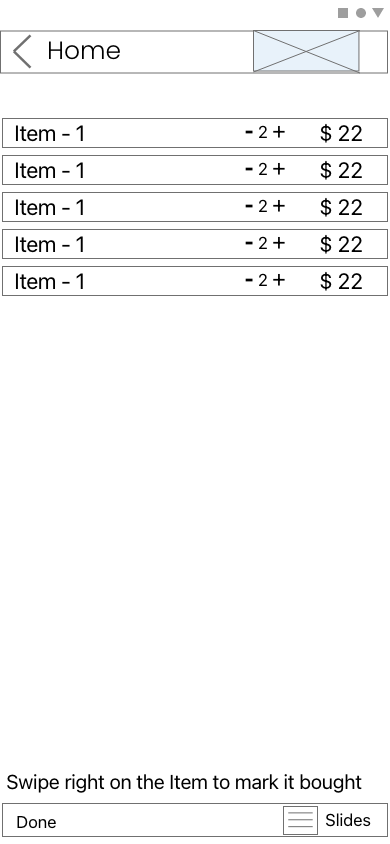 Home
Item - 1 - 2 + $ 22
Item - 1 - 2 + $ 22
Item - 1 - 2 + $ 22
Item - 1 - 2 + $ 22
Item - 1 - 2 + $ 22
Swipe right on the Item to mark it bought
Done Slides